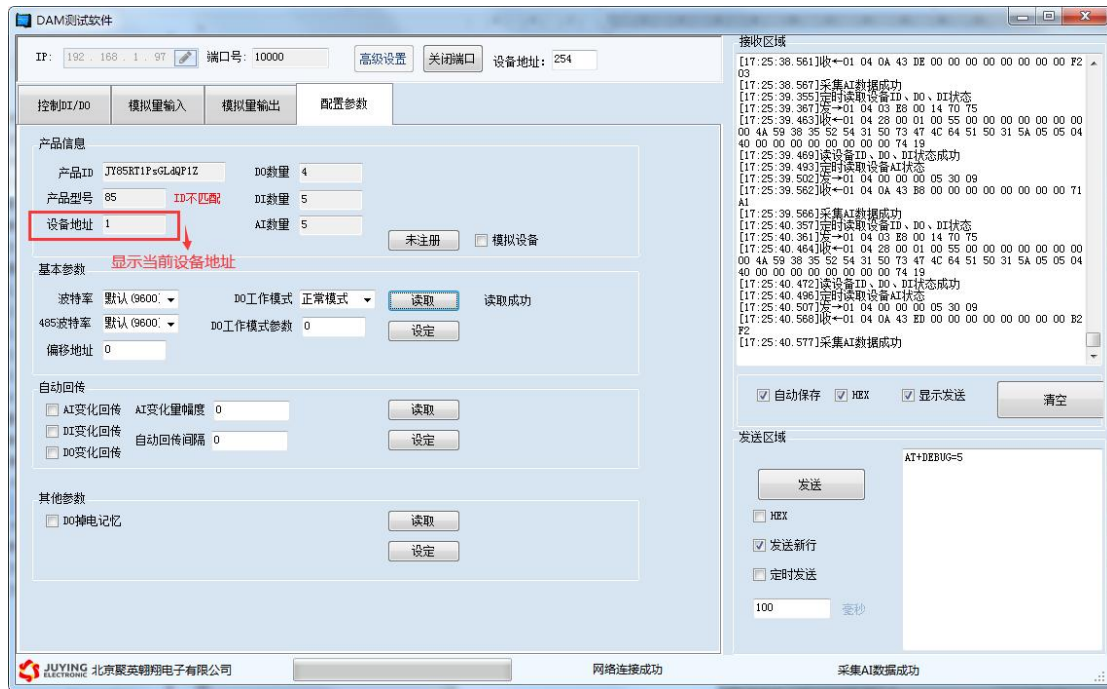 DAM测试软件
IP: 192 . 168 . 1 . 97 端口号: 10000 高级设置 关闭端口 设备地址: 254
控制DI/DO 模拟量输入 模拟量输出 配置参数
产品信息
产品ID JY85RT1PsGLdQP1Z DO数量 4
产品型号 85 ID不匹配 DI数量 5
设备地址 1 AI数量 5
未注册 模拟设备
显示当前设备地址
基本参数
波特率 默认(9600) DO工作模式 正常模式 读取 读取成功
485波特率 默认(9600) DO工作模式参数 0 设定
偏移地址 0
自动回传
AI变化回传 AI变化量幅度 0 读取
DI变化回传 自动回传间隔 0 设定
DO变化回传
其他参数
DO掉电记忆 读取
设定
接收区域
[17:25:38.561]收←01 04 0A 43 DE 00 00 00 00 00 00 00 00 F2
03
[17:25:38.567]采集AI数据成功
[17:25:39.355]定时读取设备ID、DO、DI状态
[17:25:39.367]发→01 04 03 E8 00 14 70 75
[17:25:39.463]收←01 04 28 00 01 00 55 00 00 00 00 00 00 00
00 4A 59 38 35 52 54 31 50 73 47 4C 64 51 50 31 5A 05 05 04
40 00 00 00 00 00 00 00 00 74 19
[17:25:39.469]读设备ID、DO、DI状态成功
[17:25:39.493]定时读取设备AI状态
[17:25:39.502]发→01 04 00 00 00 05 30 09
[17:25:39.562]收←01 04 0A 43 B8 00 00 00 00 00 00 00 00 71
A1
[17:25:39.566]采集AI数据成功
[17:25:40.357]定时读取设备ID、DO、DI状态
[17:25:40.361]发→01 04 03 E8 00 14 70 75
[17:25:40.464]收←01 04 28 00 01 00 55 00 00 00 00 00 00 00
00 4A 59 38 35 52 54 31 50 73 47 4C 64 51 50 31 5A 05 05 04
40 00 00 00 00 00 00 00 00 74 19
[17:25:40.472]读设备ID、DO、DI状态成功
[17:25:40.496]定时读取设备AI状态
[17:25:40.507]发→01 04 00 00 00 05 30 09
[17:25:40.568]收←01 04 0A 43 ED 00 00 00 00 00 00 00 00 B2
F2
[17:25:40.577]采集AI数据成功
自动保存 HEX 显示发送 清空
发送区域
AT+DEBUG=5
发送
HEX
发送新行
定时发送
100 毫秒
JUYING ELECTRONIC 北京聚英翱翔电子有限公司 网络连接成功 采集AI数据成功